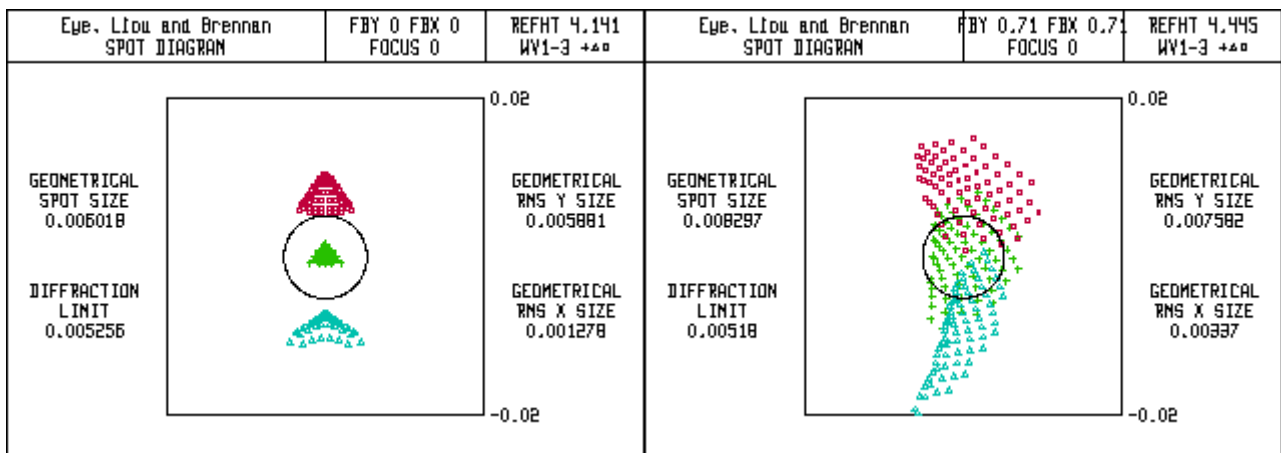 Eye, Liou and Brennan
SPOT DIAGRAM
FBY 0 FBX 0
FOCUS 0
REFHT 4.141
WV1-3 +△□
0.02
GEOMETRICAL
SPOT SIZE
0.006018
GEOMETRICAL
RMS Y SIZE
0.005881
DIFFRACTION
LIMIT
0.005256
GEOMETRICAL
RMS X SIZE
0.001278
-0.02
Eye, Liou and Brennan
SPOT DIAGRAM
FBY 0.71 FBX 0.71
FOCUS 0
REFHT 4.445
WV1-3 +△□
0.02
GEOMETRICAL
SPOT SIZE
0.008297
GEOMETRICAL
RMS Y SIZE
0.007582
DIFFRACTION
LIMIT
0.00518
GEOMETRICAL
RMS X SIZE
0.00337
-0.02